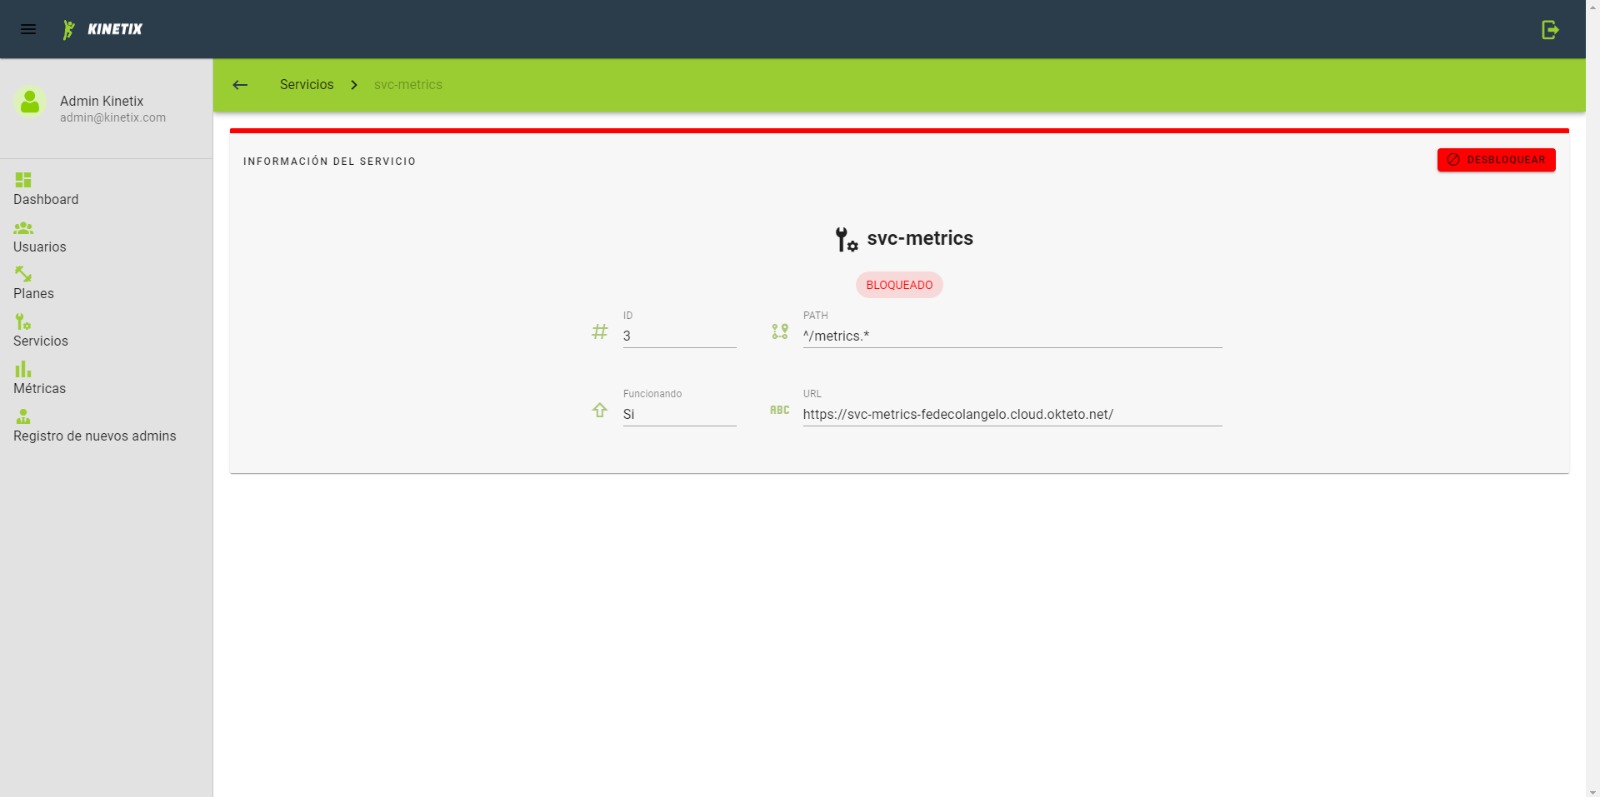 KINETIX
Servicios
svc-metrics
Admin Kinetix
admin@kinetix.com
Dashboard
Usuarios
Planes
Servicios
Métricas
Registro de nuevos admins
INFORMACIÓN DEL SERVICIO
DESBLOQUEAR
svc-metrics
BLOQUEADO
ID
3
PATH
^/metrics.*
Funcionando
Si
ABC
URL
https://svc-metrics-fedecolangelo.cloud.okteto.net/